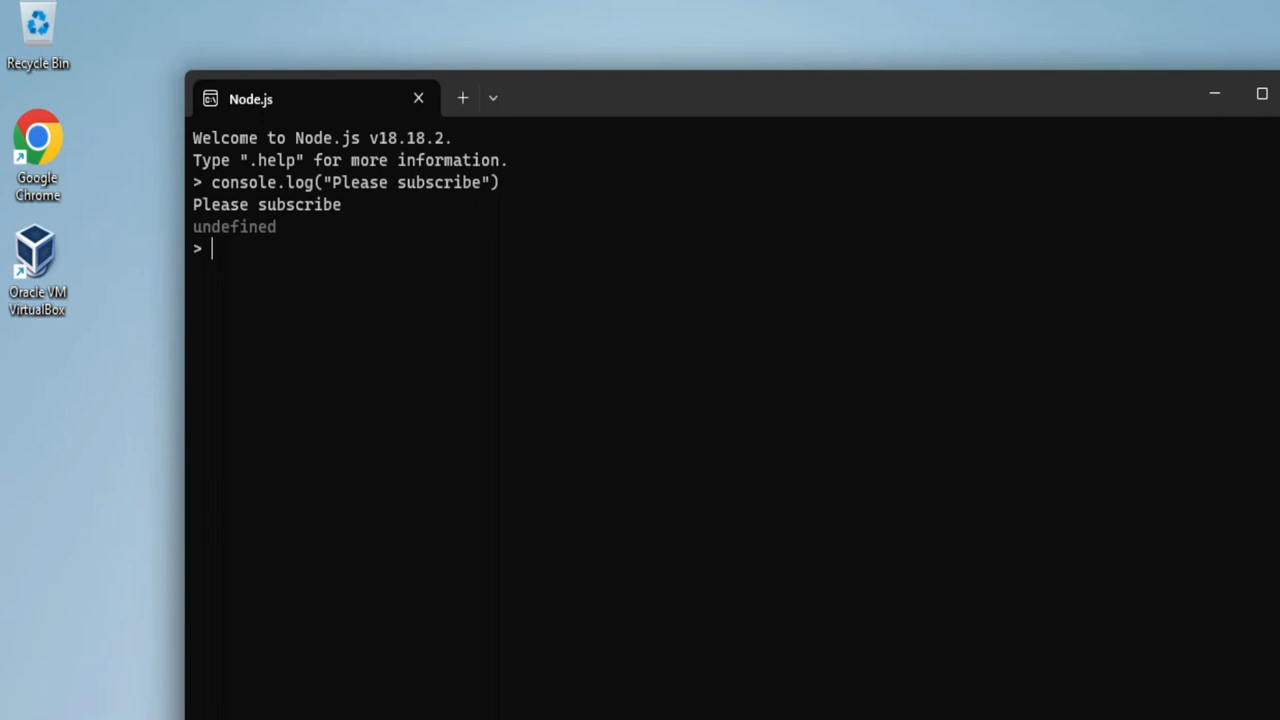 Recycle Bin
Google
Chrome
Oracle VM
VirtualBox
Node.js
Welcome to Node.js v18.18.2.
Type ".help" for more information.
> console.log("Please subscribe")
Please subscribe
undefined
>